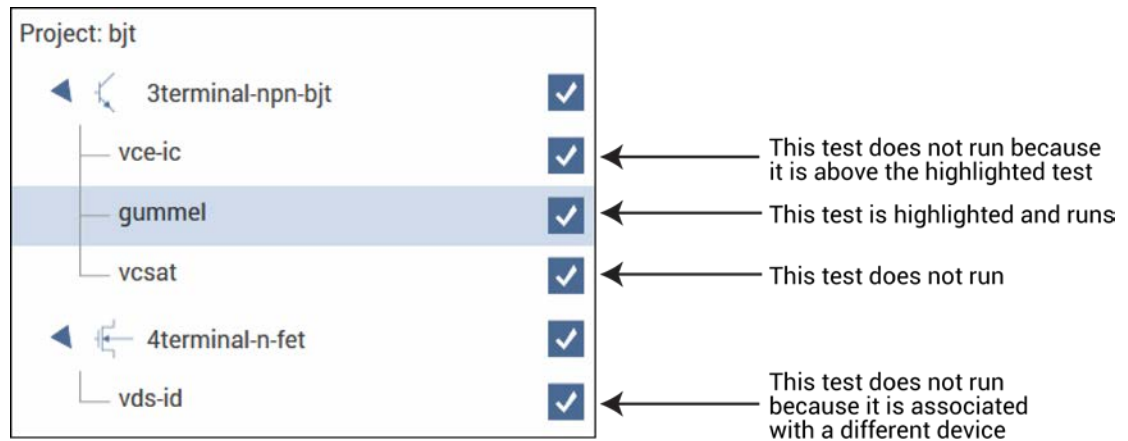 Project: bjt
3terminal-npn-bjt
vce-ic
This test does not run because
it is above the highlighted test
gummel
This test is highlighted and runs
vcsat
This test does not run
4terminal-n-fet
vds-id
This test does not run
because it is associated
with a different device